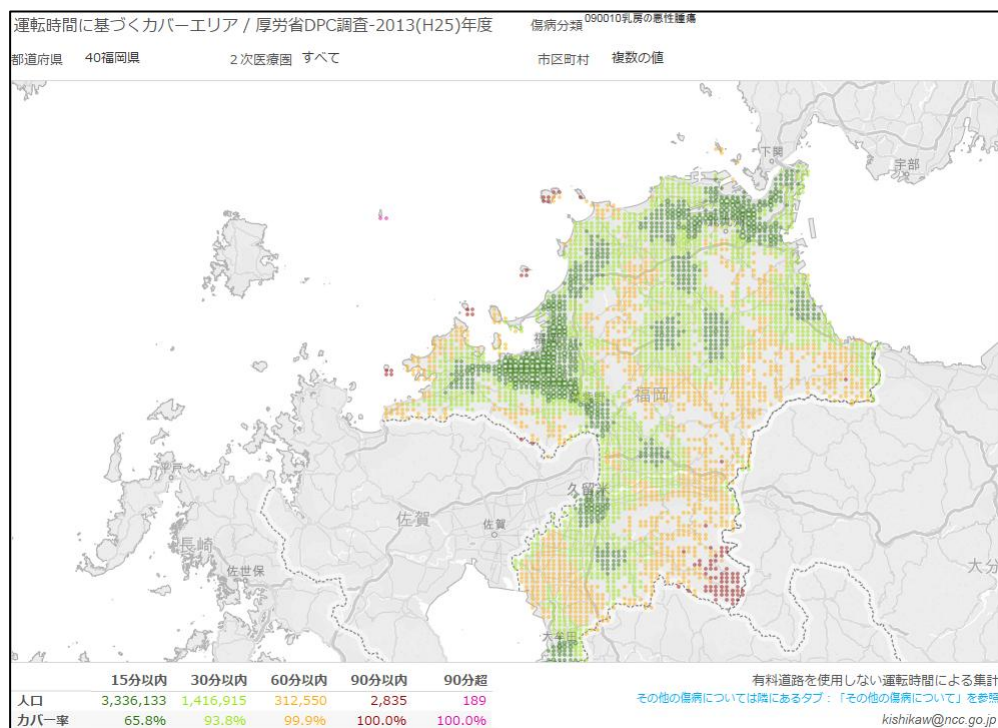 運転時間に基づくカバーエリア / 厚労省DPC調査-2013(H25)年度
傷病分類 090010乳房の悪性腫瘍
都道府県 40福岡県 2次医療圏 すべて 市区町村 複数の値
下関
宇部
福岡
久留米
佐賀
佐賀
平戸
長崎
佐世保
大分
大牟田
15分以内 30分以内 60分以内 90分以内 90分超
人口 3,336,133 1,416,915 312,550 2,835 189
カバー率 65.8% 93.8% 99.9% 100.0% 100.0%
有料道路を使用しない運転時間による集計
その他の傷病については隣にあるタブ：「その他の傷病について」を参照
kishikaw@ncc.go.jp